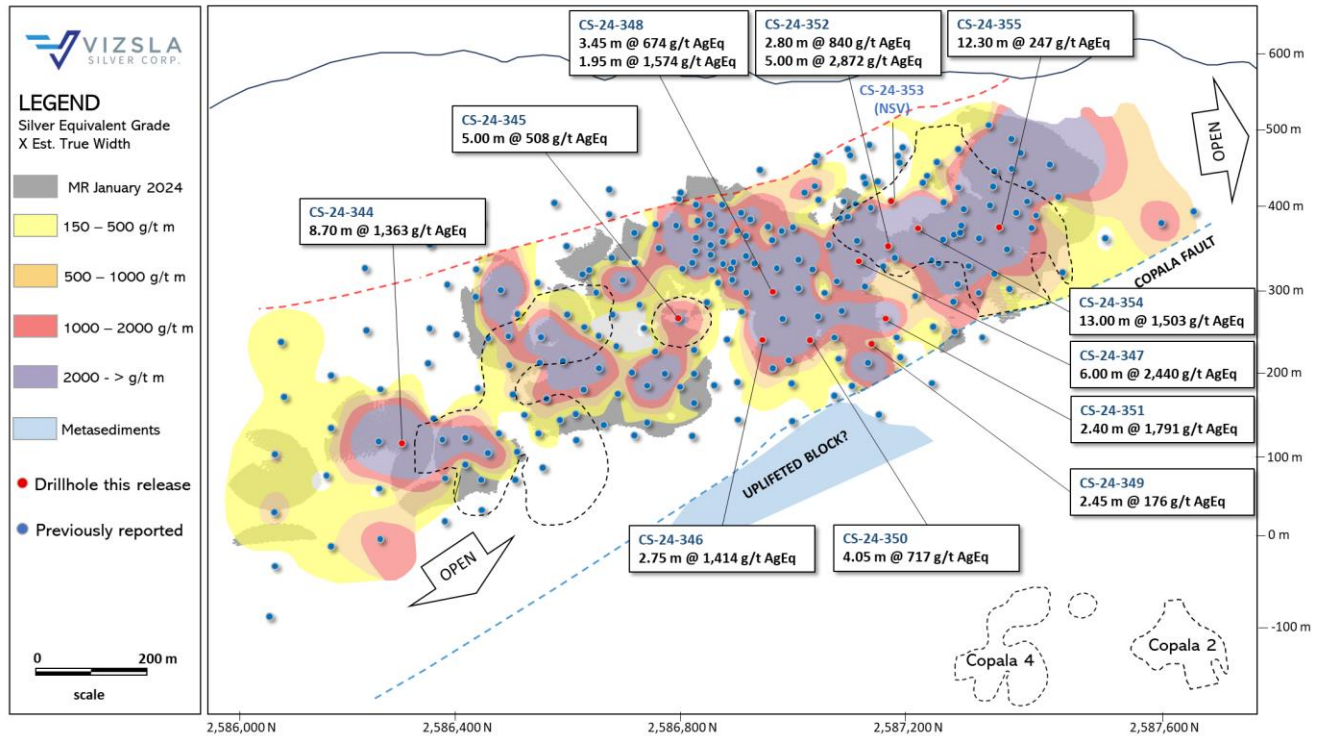 VIZSLA
SILVER CORP.
LEGEND
Silver Equivalent Grade
X Est. True Width
MR January 2024
150 – 500 g/t m
500 – 1000 g/t m
1000 – 2000 g/t m
2000 - > g/t m
Metasediments
Drillhole this release
Previously reported
0 200 m
scale
CS-24-348
3.45 m @ 674 g/t AgEq
1.95 m @ 1,574 g/t AgEq
CS-24-352
2.80 m @ 840 g/t AgEq
5.00 m @ 2,872 g/t AgEq
CS-24-355
12.30 m @ 247 g/t AgEq
CS-24-353
(NSV)
CS-24-345
5.00 m @ 508 g/t AgEq
CS-24-344
8.70 m @ 1,363 g/t AgEq
OPEN
COPALA FAULT
CS-24-354
13.00 m @ 1,503 g/t AgEq
CS-24-347
6.00 m @ 2,440 g/t AgEq
CS-24-351
2.40 m @ 1,791 g/t AgEq
CS-24-349
2.45 m @ 176 g/t AgEq
UPLIFETED BLOCK?
CS-24-346
2.75 m @ 1,414 g/t AgEq
CS-24-350
4.05 m @ 717 g/t AgEq
OPEN
Copala 4
Copala 2
600 m
500 m
400 m
300 m
200 m
100 m
0 m
-100 m
2,586,000 N
2,586,400 N
2,586,800 N
2,587,200 N
2,587,600 N